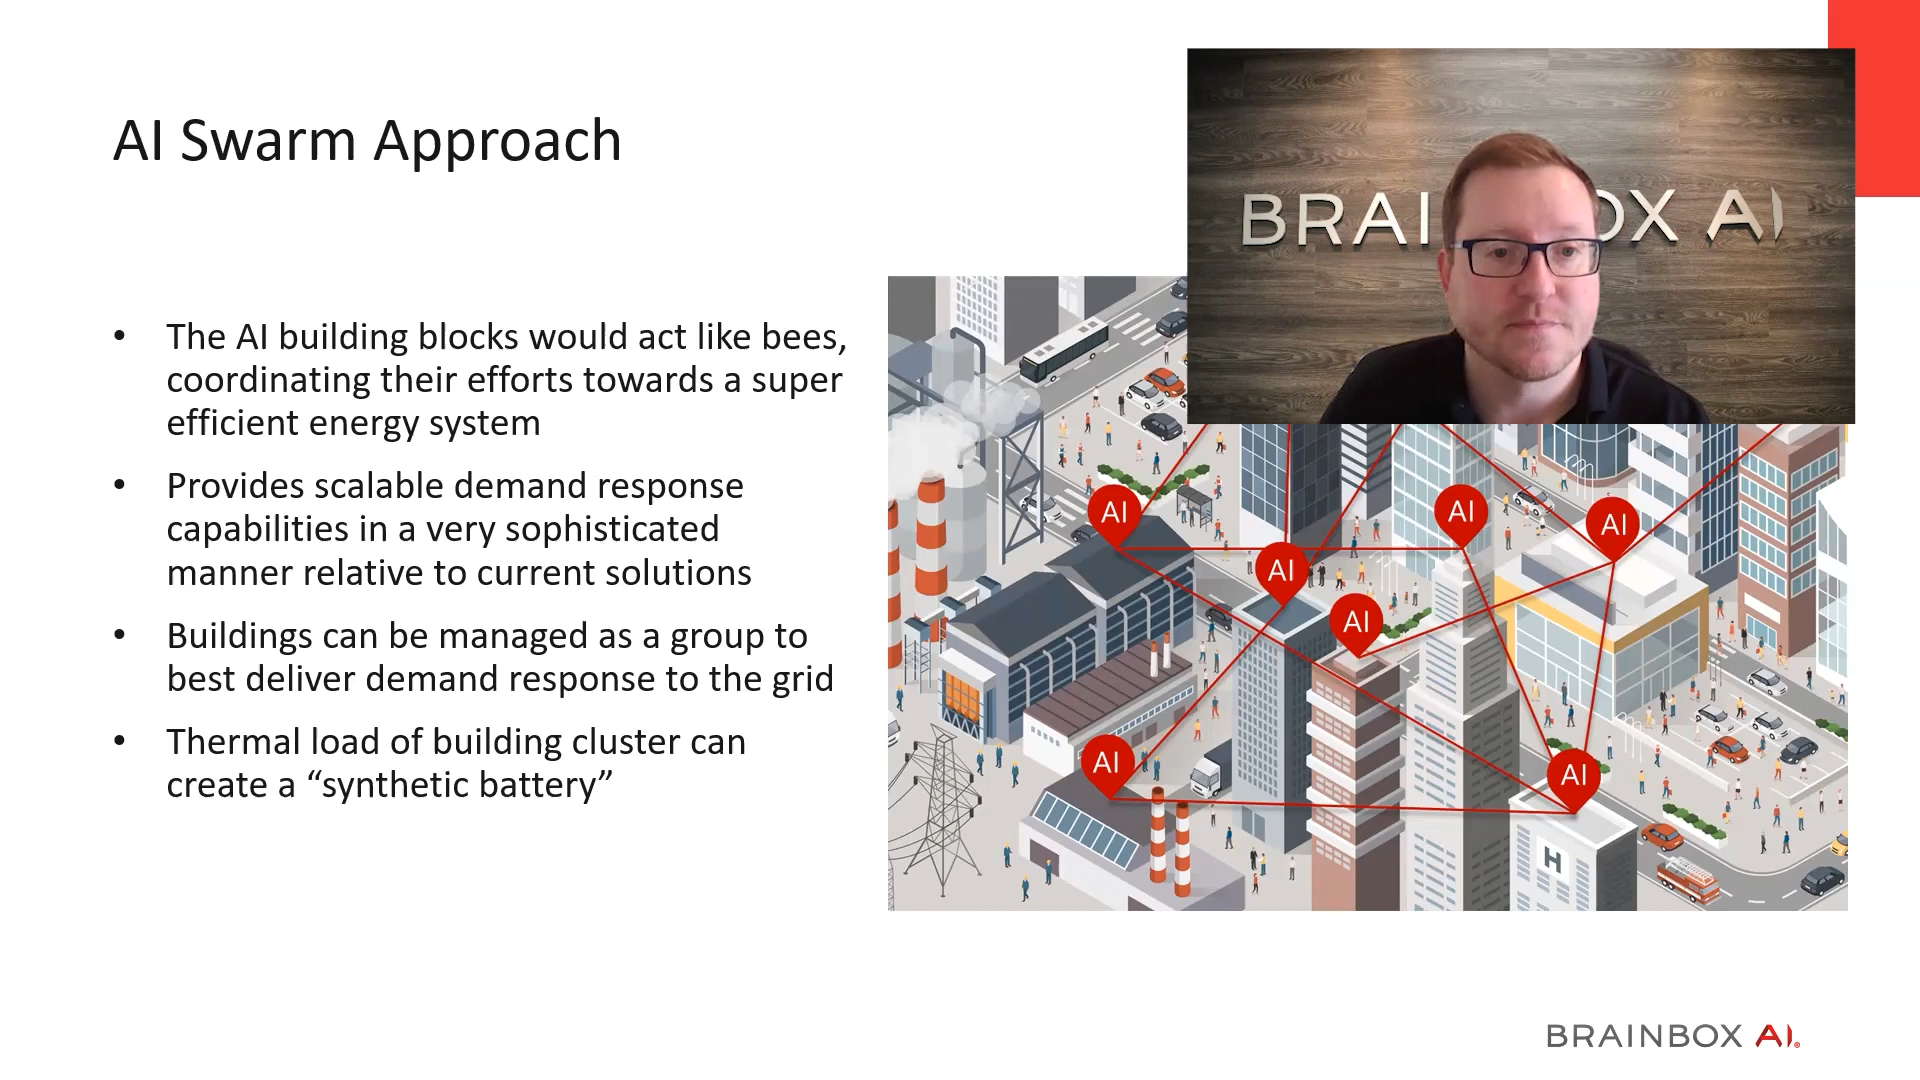 AI Swarm Approach
BRAI OX AI
• The AI building blocks would act like bees,
coordinating their efforts towards a super
efficient energy system
• Provides scalable demand response
capabilities in a very sophisticated
manner relative to current solutions
• Buildings can be managed as a group to
best deliver demand response to the grid
• Thermal load of building cluster can
create a “synthetic battery”
AI
AI
AI
AI
AI
AI
AI
H
BRAINBOX AI